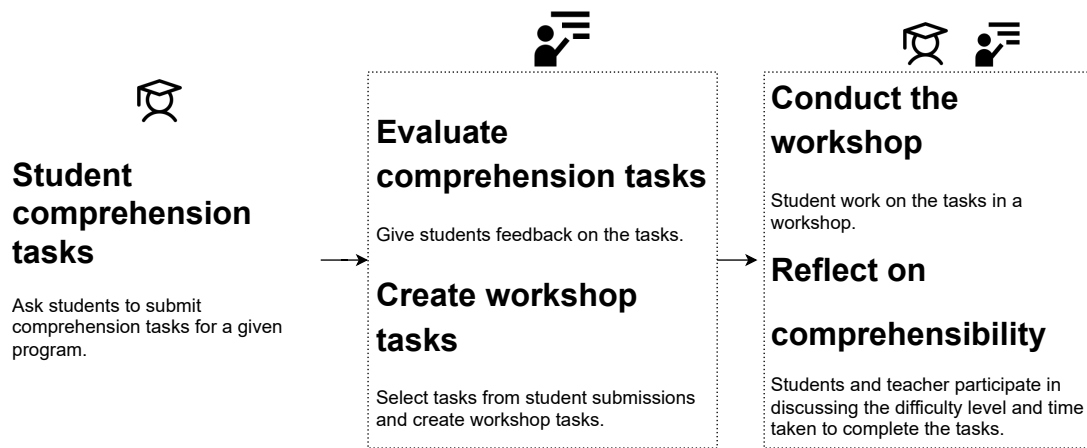 Student
comprehension
tasks
Ask students to submit
comprehension tasks for a given
program.
Evaluate
comprehension tasks
Give students feedback on the tasks.
Create workshop
tasks
Select tasks from student submissions
and create workshop tasks.
Conduct the
workshop
Student work on the tasks in a
workshop.
Reflect on
comprehensibility
Students and teacher participate in
discussing the difficulty level and time
taken to complete the tasks.